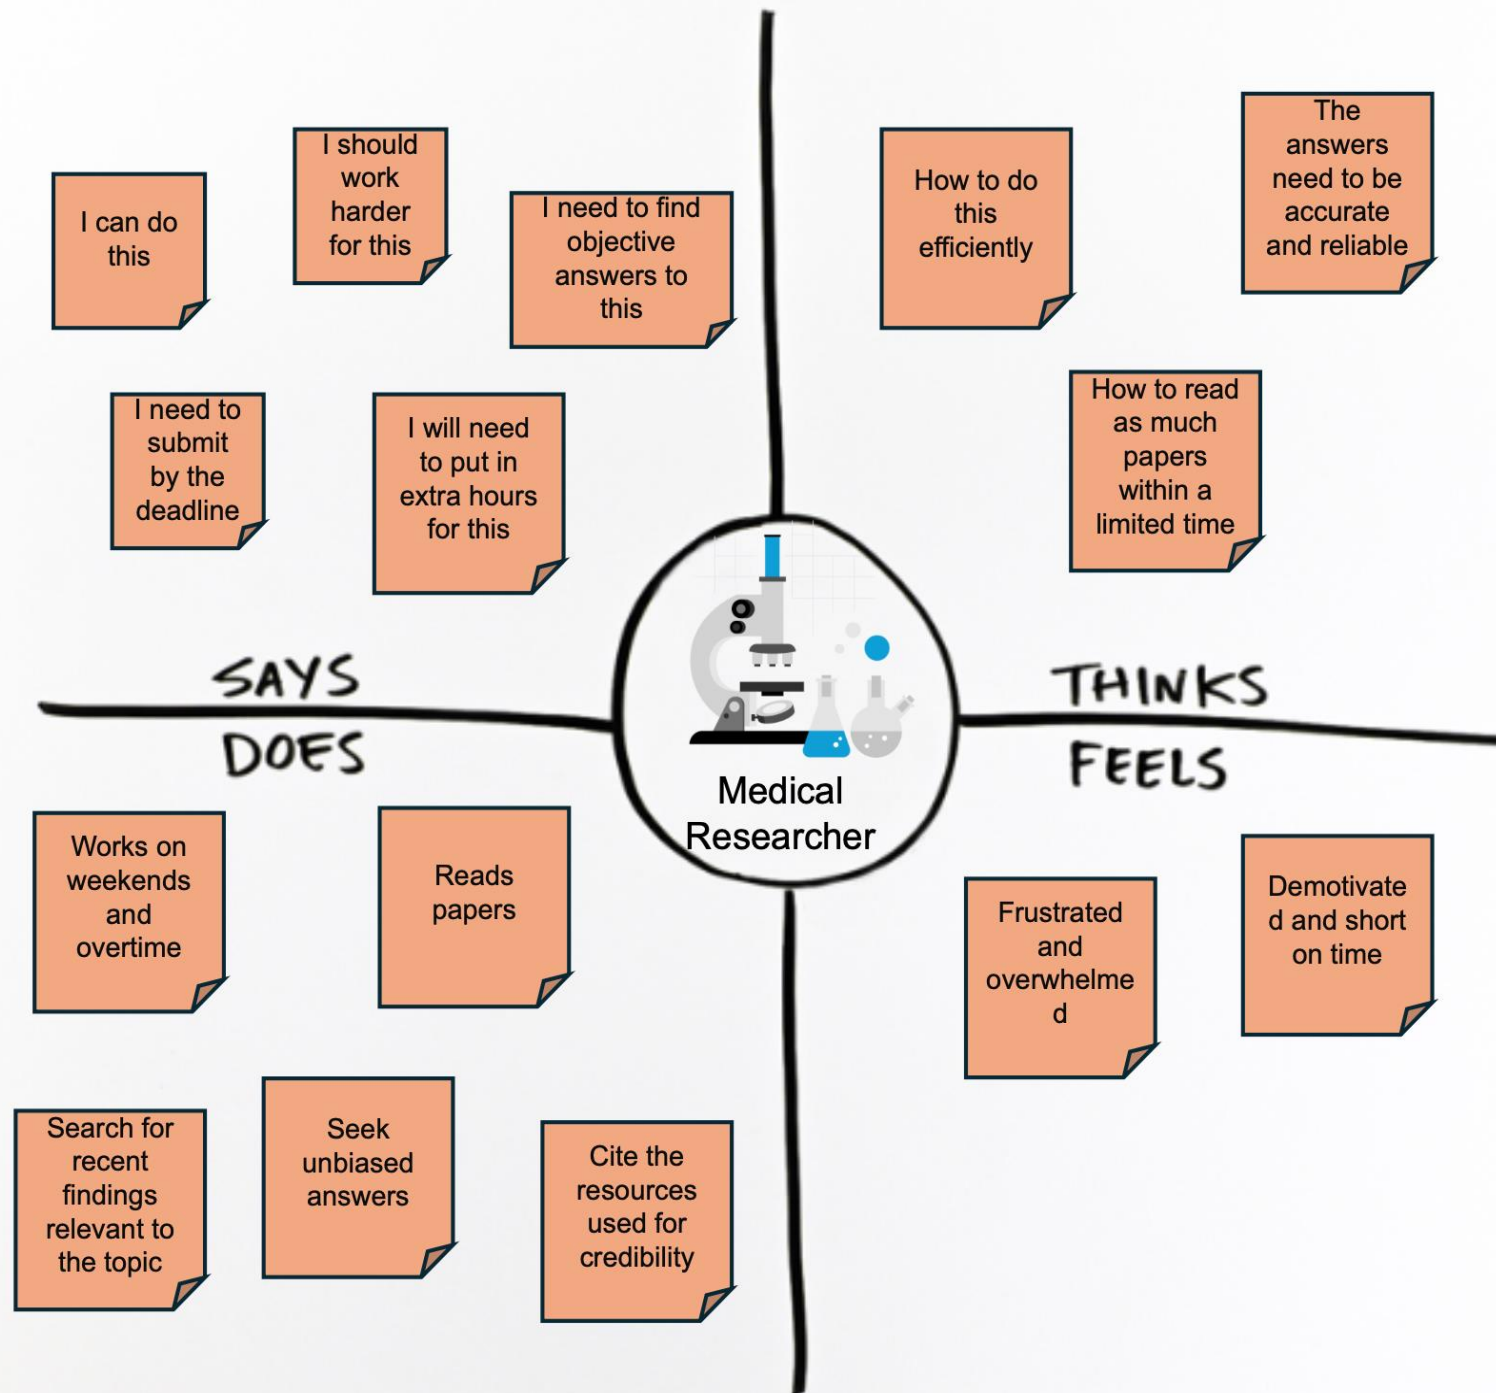 I can do
this
I should
work
harder
for this
I need to find
objective
answers to
this
I need to
submit
by the
deadline
I will need
to put in
extra hours
for this
SAYS
How to do
this
efficiently
The
answers
need to be
accurate
and reliable
How to read
as much
papers
within a
limited time
THINKS
Medical
Researcher
DOES
Works on
weekends
and
overtime
Reads
papers
Search for
recent
findings
relevant to
the topic
Seek
unbiased
answers
Cite the
resources
used for
credibility
FEELS
Frustrated
and
overwhelme
d
Demotivate
d and short
on time